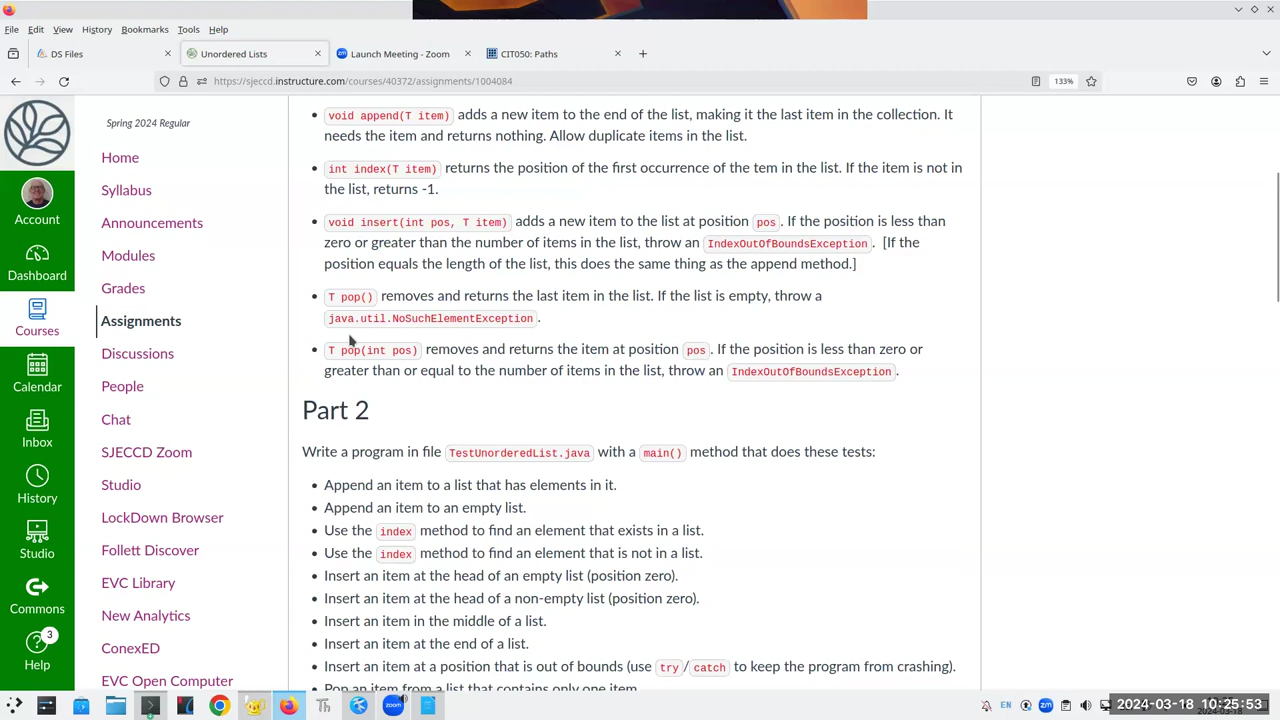 File Edit View History Bookmarks Tools Help
DS Files
Unordered Lists
Launch Meeting - Zoom
CIT050: Paths
https://sjeccd.instructure.com/courses/40372/assignments/1004084
133%
Account
Dashboard
Courses
Calendar
Inbox
History
Studio
Commons
3
Help
Spring 2024 Regular
Home
Syllabus
Announcements
Modules
Grades
Assignments
Discussions
People
Chat
SJECCD Zoom
Studio
LockDown Browser
Follett Discover
EVC Library
New Analytics
ConexED
EVC Open Computer
void append(T item) adds a new item to the end of the list, making it the last item in the collection. It
needs the item and returns nothing. Allow duplicate items in the list.
int index(T item) returns the position of the first occurrence of the tem in the list. If the item is not in
the list, returns -1.
void insert(int pos, T item) adds a new item to the list at position pos. If the position is less than
zero or greater than the number of items in the list, throw an IndexOutOfBoundsException. [If the
position equals the length of the list, this does the same thing as the append method.]
T pop() removes and returns the last item in the list. If the list is empty, throw a
java.util.NoSuchElementException.
T pop(int pos) removes and returns the item at position pos. If the position is less than zero or
greater than or equal to the number of items in the list, throw an IndexOutOfBoundsException.
Part 2
Write a program in file TestUnorderedList.java with a main() method that does these tests:
Append an item to a list that has elements in it.
Append an item to an empty list.
Use the index method to find an element that exists in a list.
Use the index method to find an element that is not in a list.
Insert an item at the head of an empty list (position zero).
Insert an item at the head of a non-empty list (position zero).
Insert an item in the middle of a list.
Insert an item at the end of a list.
Insert an item at a position that is out of bounds (use try/catch to keep the program from crashing).
Pop an item from a list that contains only one item
EN
2024-03-18 10:25:53